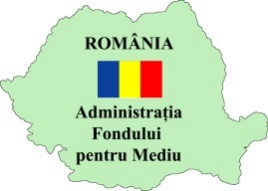 ROMÂNIA
Administrația
Fondului
pentru Mediu